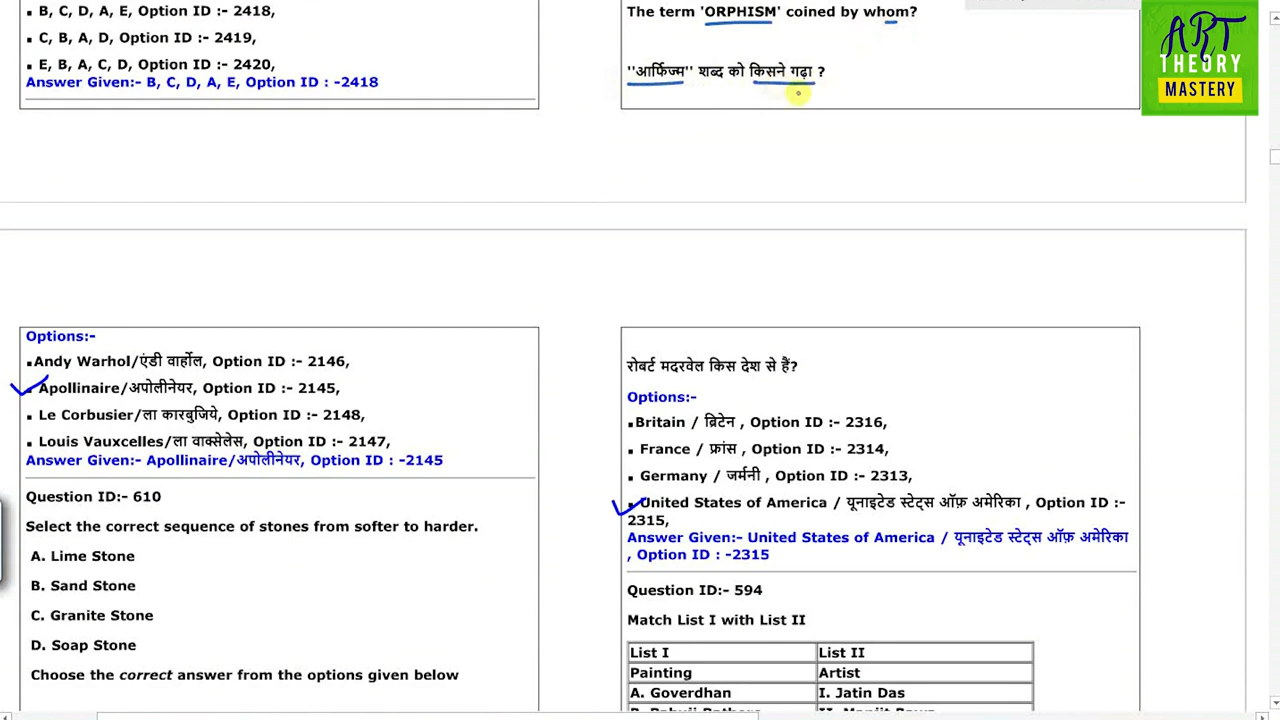 ▪ B, C, D, A, E, Option ID :- 2418,
▪ C, B, A, D, Option ID :- 2419,
▪ E, B, A, C, D, Option ID :- 2420,
Answer Given:- B, C, D, A, E, Option ID : -2418
The term 'ORPHISM' coined by whom?
''आर्फिज्म'' शब्द को किसने गढ़ा ?
ART
THEORY
MASTERY
Options:-
▪Andy Warhol/एंडी वार्होल, Option ID :- 2146,
▪ Apollinaire/अपोलीनेयर, Option ID :- 2145,
▪ Le Corbusier/ला कारबुजिये, Option ID :- 2148,
▪ Louis Vauxcelles/ला वाक्सेलेस, Option ID :- 2147,
Answer Given:- Apollinaire/अपोलीनेयर, Option ID : -2145
Question ID:- 610
Select the correct sequence of stones from softer to harder.
A. Lime Stone
B. Sand Stone
C. Granite Stone
D. Soap Stone
Choose the correct answer from the options given below
रोबर्ट मदरवेल किस देश से हैं?
Options:-
▪Britain / ब्रिटेन , Option ID :- 2316,
▪ France / फ्रांस , Option ID :- 2314,
▪ Germany / जर्मनी , Option ID :- 2313,
▪ United States of America / यूनाइटेड स्टेट्स ऑफ़ अमेरिका , Option ID :-
2315,
Answer Given:- United States of America / यूनाइटेड स्टेट्स ऑफ़ अमेरिका
, Option ID : -2315
Question ID:- 594
Match List I with List II
List I List II
Painting Artist
A. Goverdhan I. Jatin Das